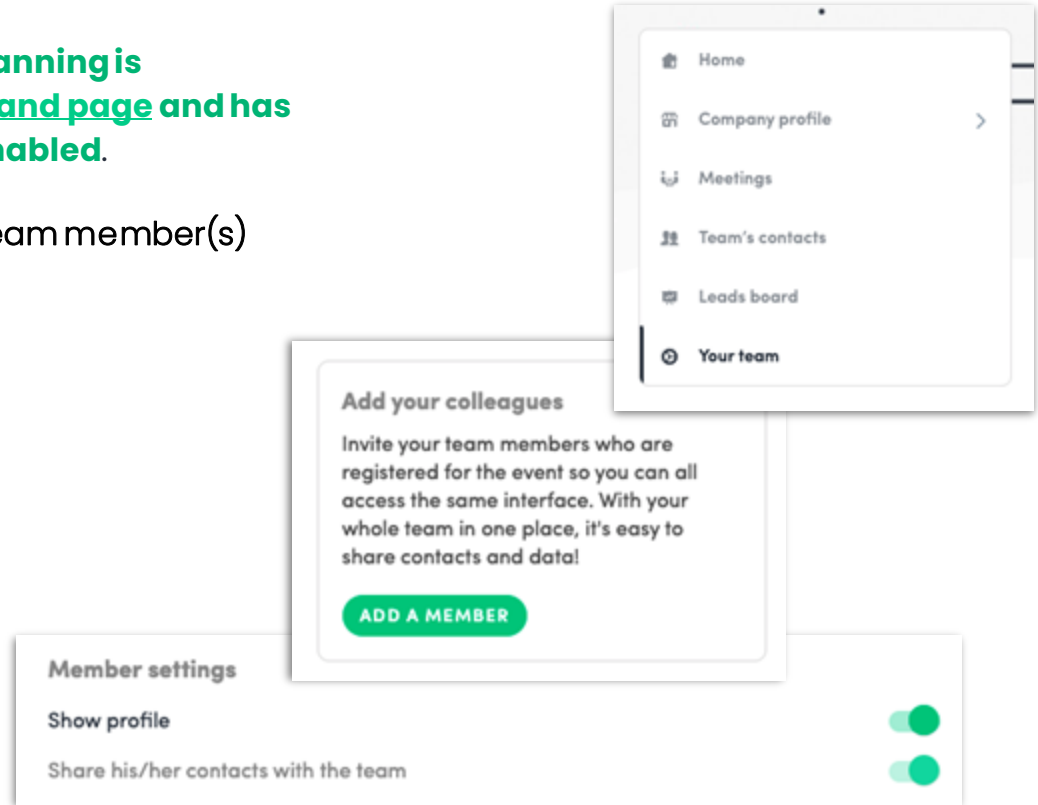 anning is
and page and has
nabled.
eam member(s)
Home
Company profile
Meetings
Team's contacts
Leads board
Your team
Add your colleagues
Invite your team members who are
registered for the event so you can all
access the same interface. With your
whole team in one place, it's easy to
share contacts and data!
ADD A MEMBER
Member settings
Show profile
Share his/her contacts with the team